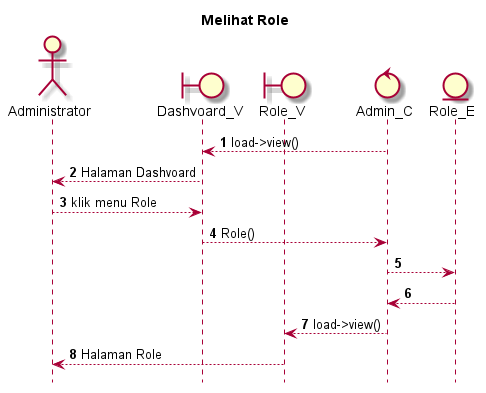 Melihat Role
Administrator
Dashvoard_V
Role_V
Admin_C
Role_E
1 load->view()
2 Halaman Dashvoard
3 klik menu Role
4 Role()
5
6
7 load->view()
8 Halaman Role